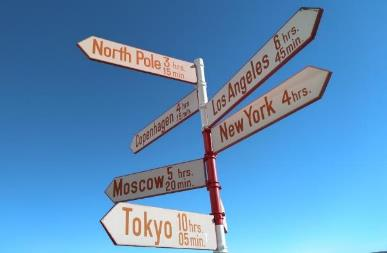 North Pole 3 hrs. 15 min.
Los Angeles 6 hrs. 45 min.
Copenhagen 4 hrs 15 min.
New York 4 hrs.
Moscow 5 hrs. 20 min.
Tokyo 10 hrs. 05 min.